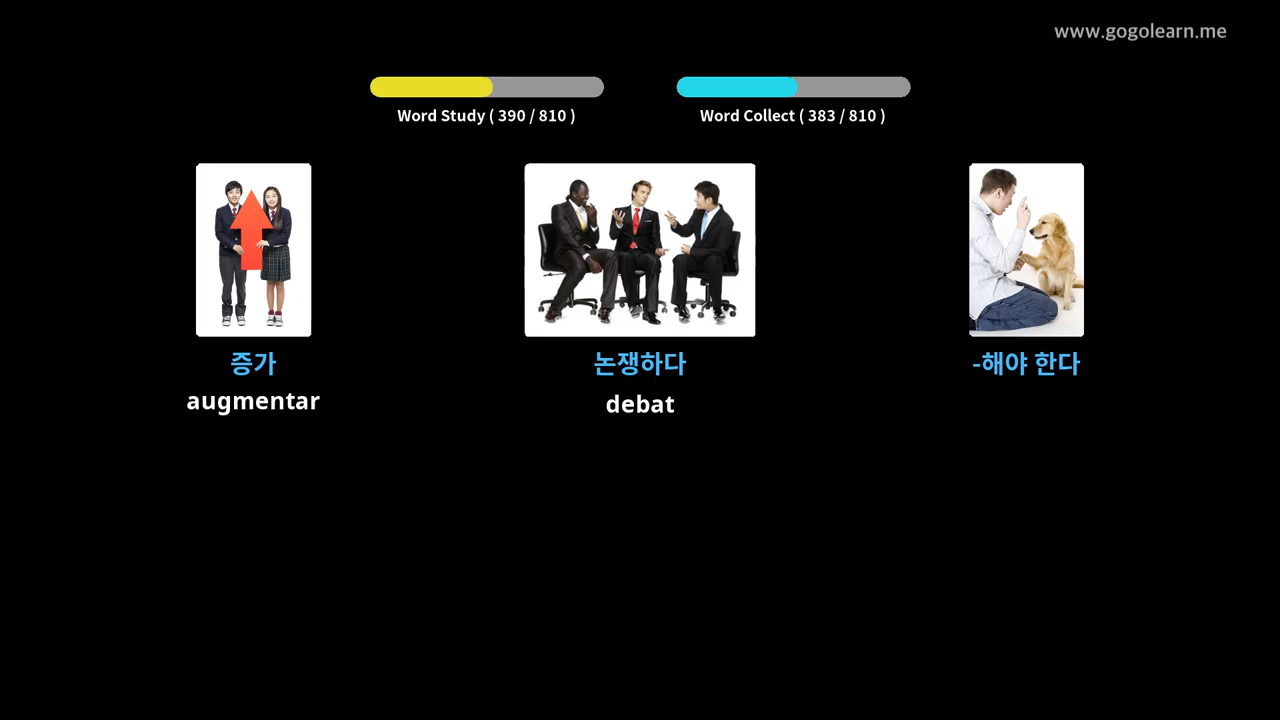 www.gogolearn.me
Word Study ( 390 / 810 )
Word Collect ( 383 / 810 )
증가
augmentar
논쟁하다
debat
-해야 한다